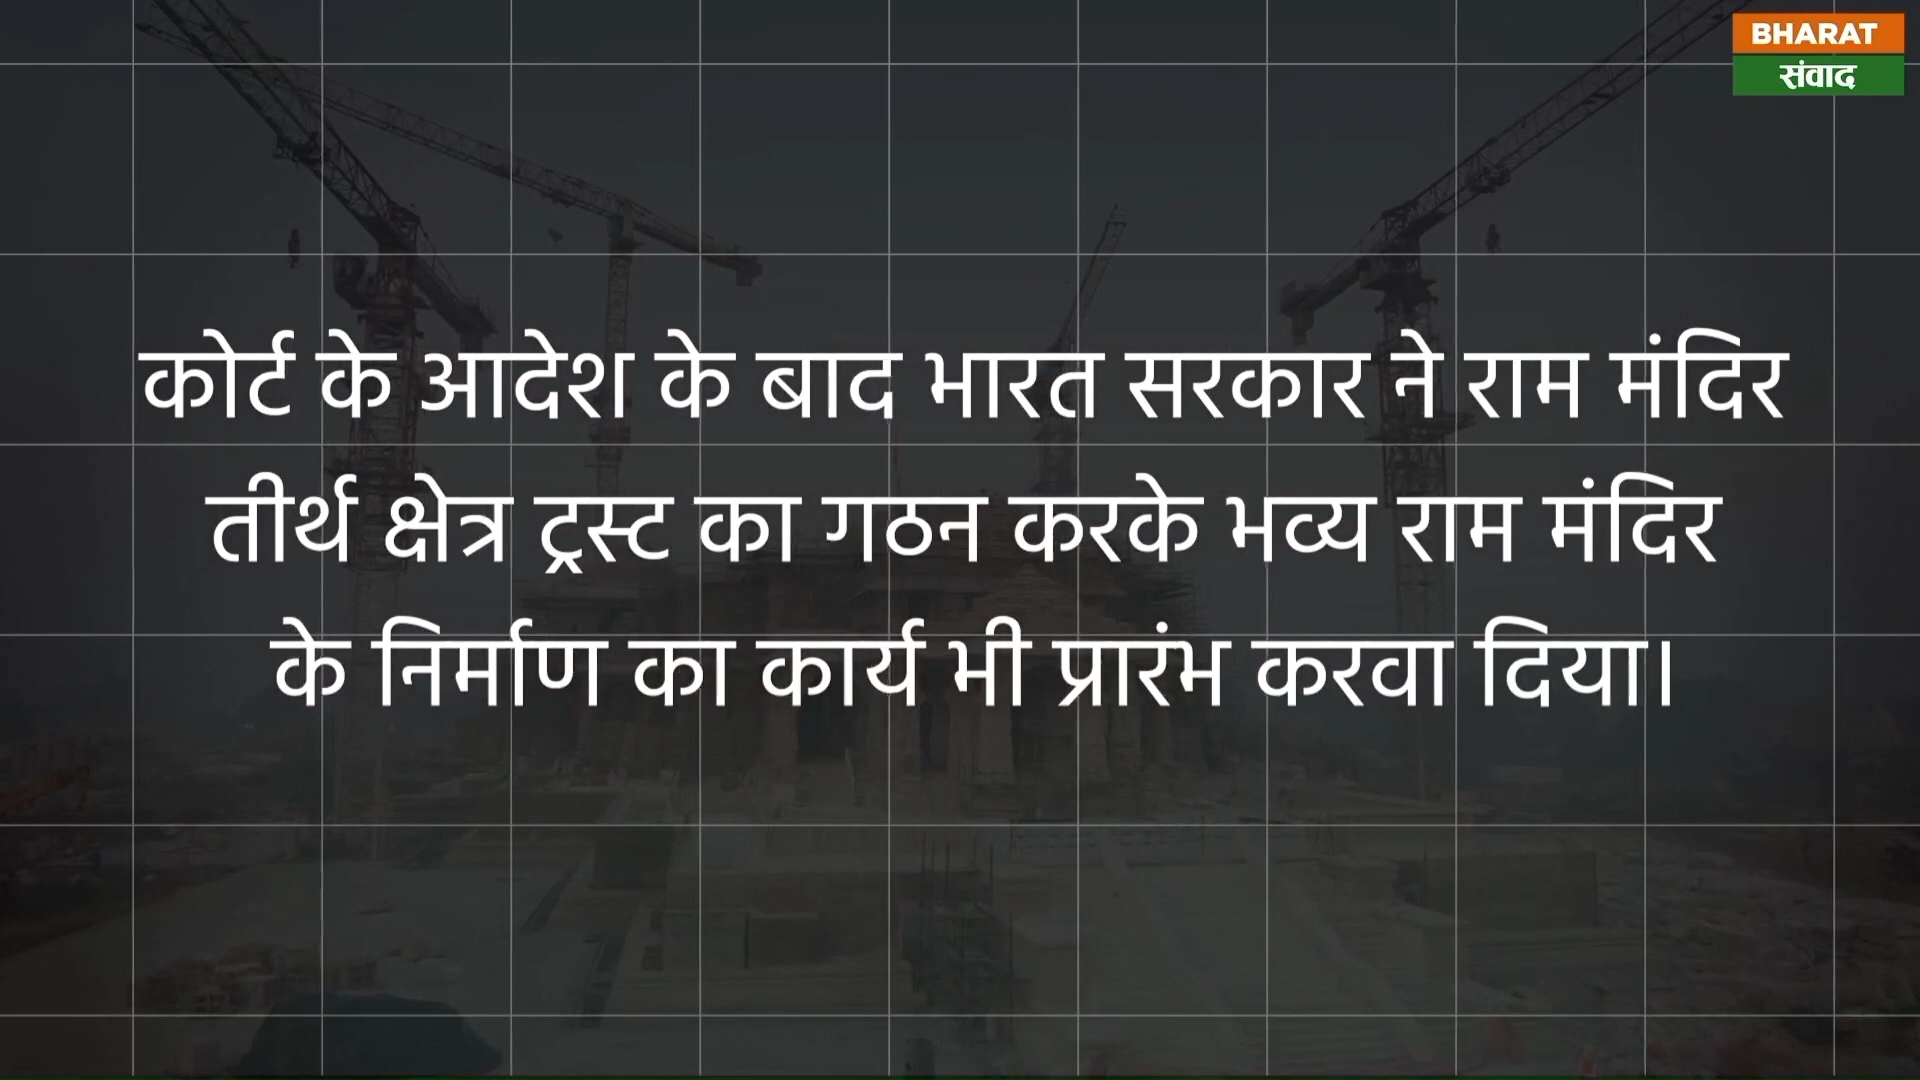 BHARAT
संवाद
कोर्ट के आदेश के बाद भारत सरकार ने राम मंदिर
तीर्थ क्षेत्र ट्रस्ट का गठन करके भव्य राम मंदिर
के निर्माण का कार्य भी प्रारंभ करवा दिया।